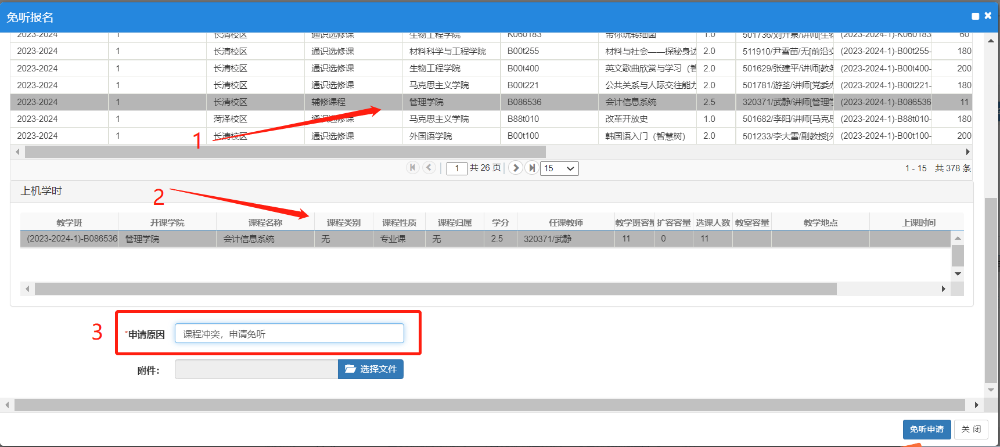 免听报名
2023-2024 1 长清校区 通识选修课 生物工程学院 K060183 带你玩转细菌 1.0 501736/刘开泉/讲师[生物 (2023-2024-1)-K060183 60
2023-2024 1 长清校区 通识选修课 材料科学与工程学院 B00t255 材料与社会——探秘身边 2.0 511910/尹雪苗/无[前沿交 (2023-2024-1)-B00t255- 180
2023-2024 1 长清校区 通识选修课 生物工程学院 B00t400 英文歌曲欣赏与学习（智 2.0 501629/张建平/讲师[教务 (2023-2024-1)-B00t400- 200
2023-2024 1 长清校区 通识选修课 马克思主义学院 B00t221 公共关系与人际交往能力 2.0 501781/游荃/讲师[党委办 (2023-2024-1)-B00t221- 180
2023-2024 1 长清校区 辅修课程 管理学院 B086536 会计信息系统 2.5 320371/武静/讲师[管理学 (2023-2024-1)-B086536 11
2023-2024 1 菏泽校区 通识选修课 马克思主义学院 B88t010 改革开放史 1.0 501682/李阳/讲师[马克思 (2023-2024-1)-B88t010- 180
2023-2024 1 长清校区 通识选修课 外国语学院 B00t100 韩国语入门（智慧树） 2.0 501233/李大雷/副教授[外 (2023-2024-1)-B00t100- 200
1
1 共 26 页 15 1 - 15 共 378 条
上机学时
2
教学班 开课学院 课程名称 课程类别 课程性质 课程归属 学分 任课教师 教学班容量 扩容容量 选课人数 教室容量 教学地点 上课时间
(2023-2024-1)-B086536 管理学院 会计信息系统 无 专业课 无 2.5 320371/武静 11 0 11
3
*申请原因 课程冲突，申请免听
附件： 选择文件
免听申请 关 闭